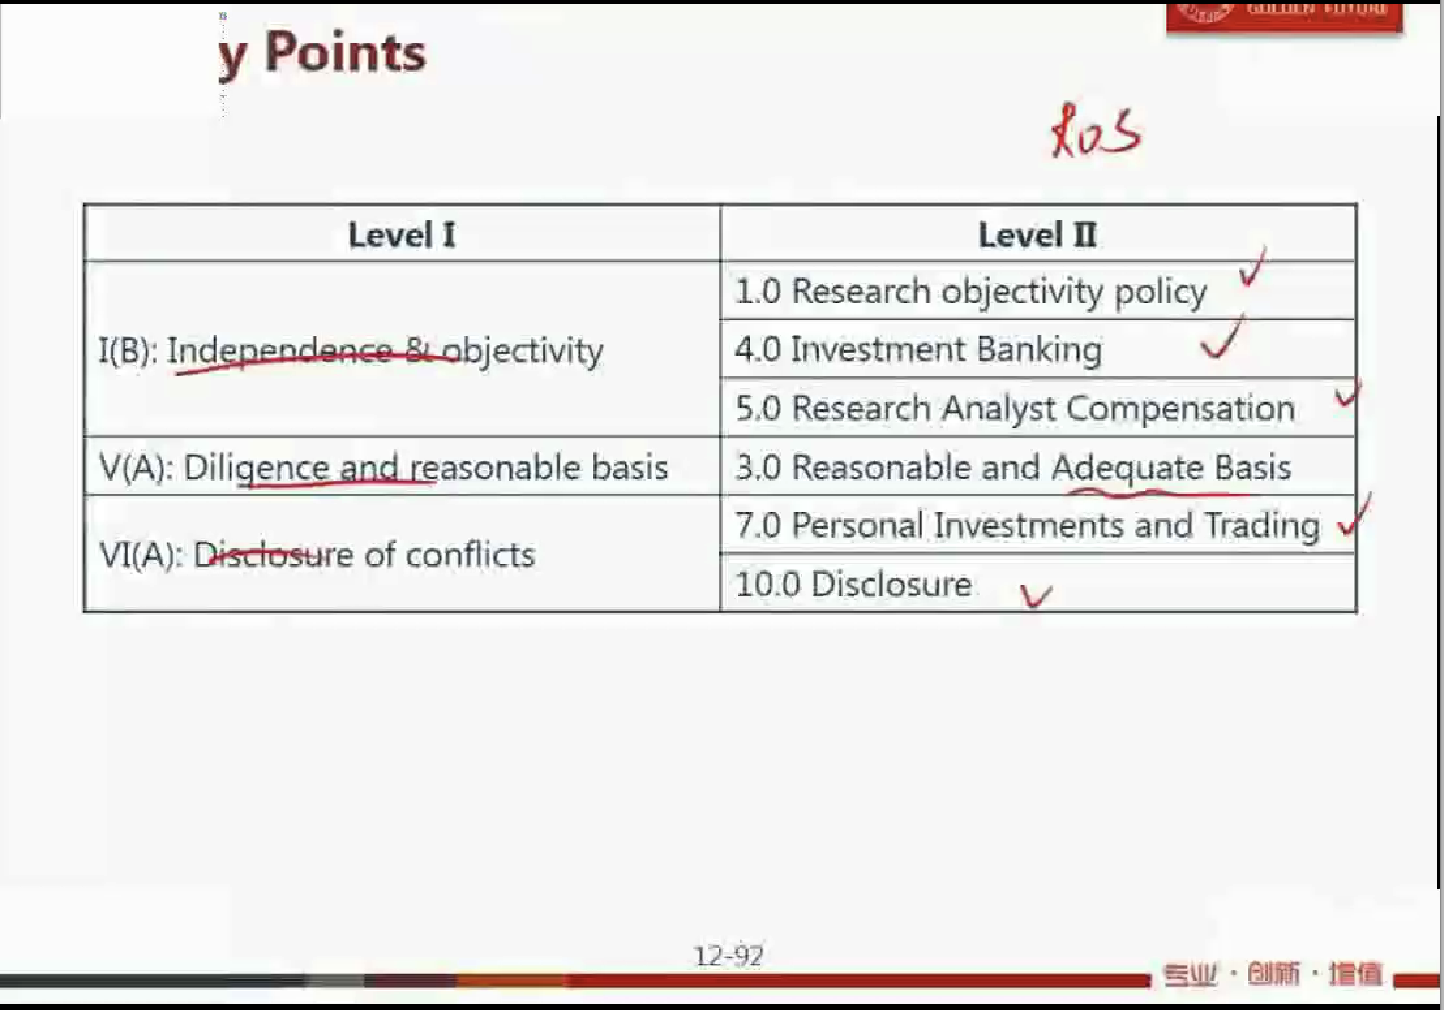 GOLDEN FUTURE
y Points
ROS
Level I
Level II
I(B): Independence & objectivity
1.0 Research objectivity policy
4.0 Investment Banking
5.0 Research Analyst Compensation
V(A): Diligence and reasonable basis
3.0 Reasonable and Adequate Basis
VI(A): Disclosure of conflicts
7.0 Personal Investments and Trading
10.0 Disclosure
12-92
专业·创新·增值